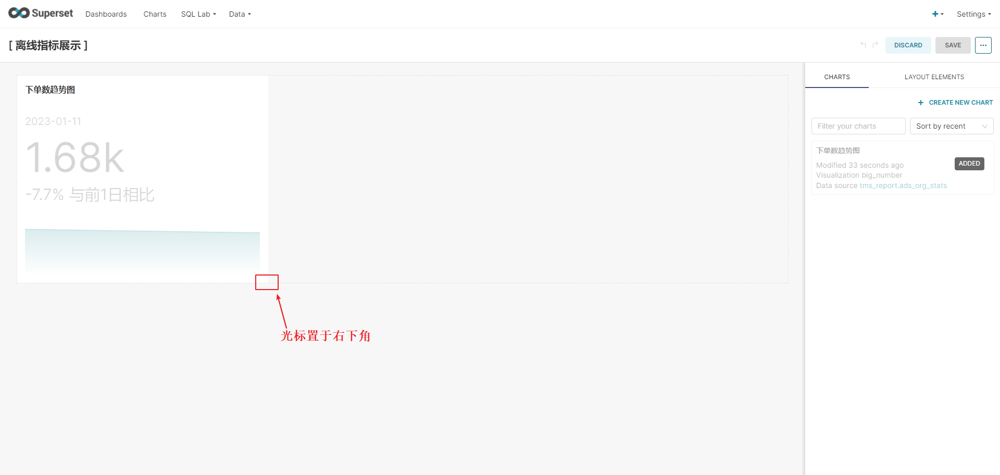 Superset Dashboards Charts SQL Lab Data Settings
[ 离线指标展示 ] DISCARD SAVE
下单数趋势图
2023-01-11
1.68k
-7.7% 与前1日相比
光标置于右下角
CHARTS LAYOUT ELEMENTS
+ CREATE NEW CHART
Filter your charts Sort by recent
下单数趋势图
Modified 33 seconds ago
ADDED
Visualization big_number
Data source tms_report.ads_org_stats